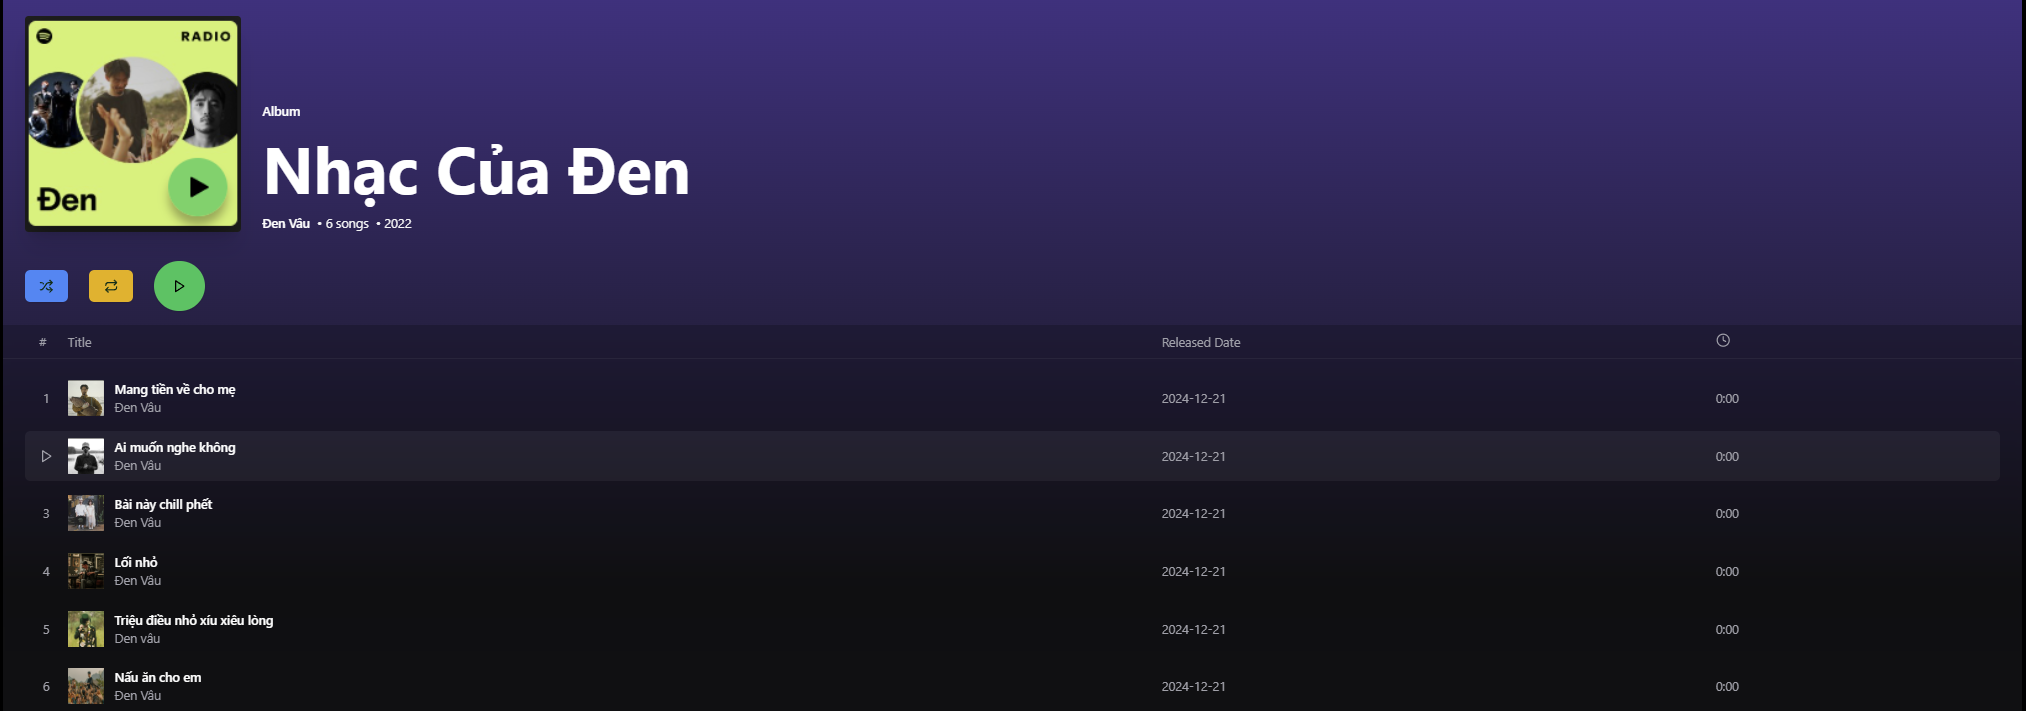 RADIO
Đen
Album
Nhạc Của Đen
Đen Vâu • 6 songs • 2022
# Title Released Date
1 Mang tiền về cho mẹ 2024-12-21 0:00
Đen Vâu
Ai muốn nghe không 2024-12-21 0:00
Đen Vâu
3 Bài này chill phết 2024-12-21 0:00
Đen Vâu
4 Lối nhỏ 2024-12-21 0:00
Đen Vâu
5 Triệu điều nhỏ xíu xiêu lòng 2024-12-21 0:00
Den vâu
6 Nấu ăn cho em 2024-12-21 0:00
Đen Vâu